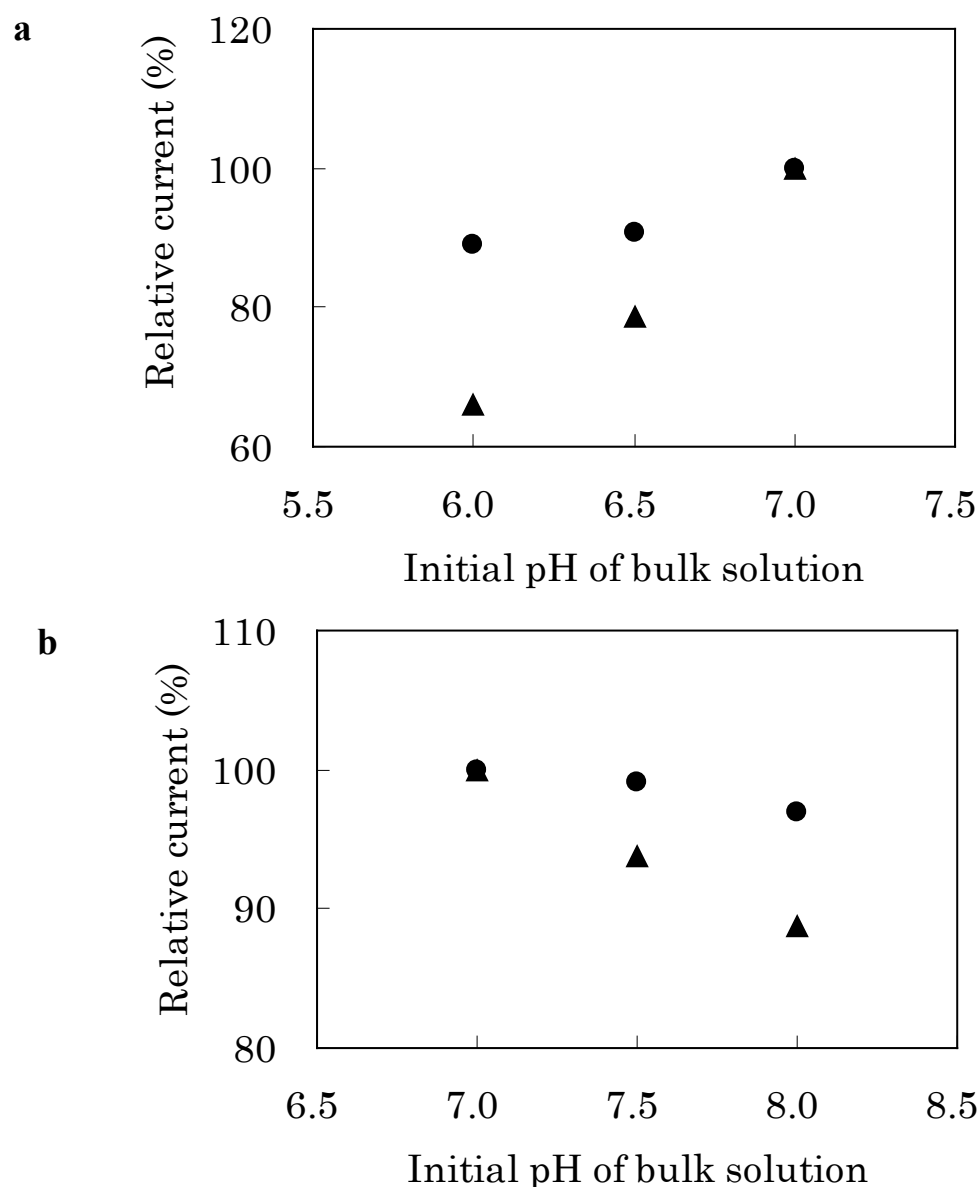 a
Relative current (%)
120
100
80
60
5.5 6.0 6.5 7.0 7.5
Initial pH of bulk solution
b
Relative current (%)
110
100
90
80
6.5 7.0 7.5 8.0 8.5
Initial pH of bulk solution